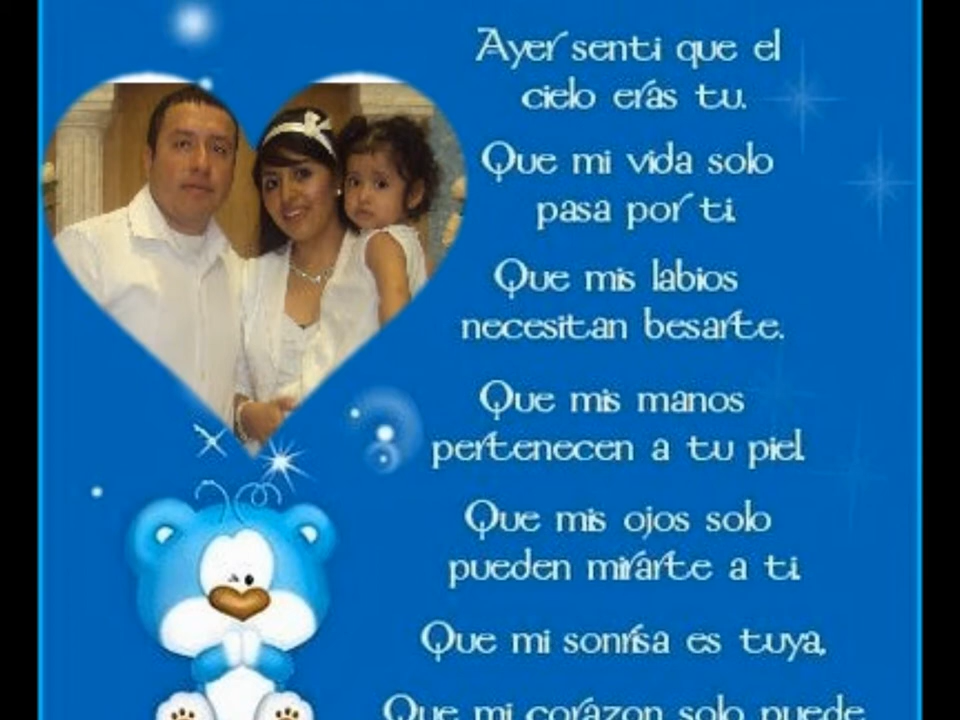 Ayer senti que el
cielo eras tu.
Que mi vida solo
pasa por ti.
Que mis labios
necesitan besarte.
Que mis manos
pertenecen a tu piel.
Que mis ojos solo
pueden mirarte a ti.
Que mi sonrisa es tuya,
Que mi corazon solo puede